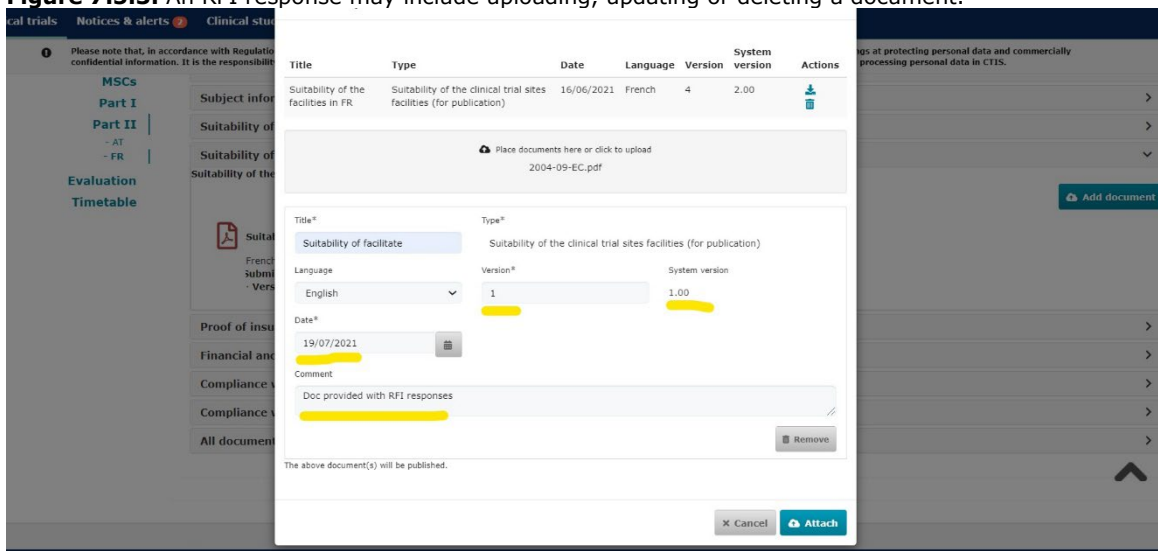 Figure 7.5.5. An RFI response may include uploading, updating or deleting a document.
cal trials Notices & alerts 2 Clinical stud
Please note that, in accordance with Regulatio
confidential information. It is the responsibilit
ngs at protecting personal data and commercially
processing personal data in CTIS.
MSCs
Part I
Part II
- AT
- FR
Evaluation
Timetable
Subject infor
Suitability of
Suitability of
Suitability of the
Suital
French
Submi
· Vers
Proof of insu
Financial and
Compliance
Compliance
All document
Add document
Title Type Date Language Version System version Actions
Suitability of the facilities in FR Suitability of the clinical trial sites facilities (for publication) 16/06/2021 French 4 2.00
Place documents here or click to upload
2004-09-EC.pdf
Title* Type*
Suitability of facilitate Suitability of the clinical trial sites facilities (for publication)
Language Version* System version
English 1 1.00
Date*
19/07/2021
Comment
Doc provided with RFI responses
Remove
The above document(s) will be published.
Cancel Attach